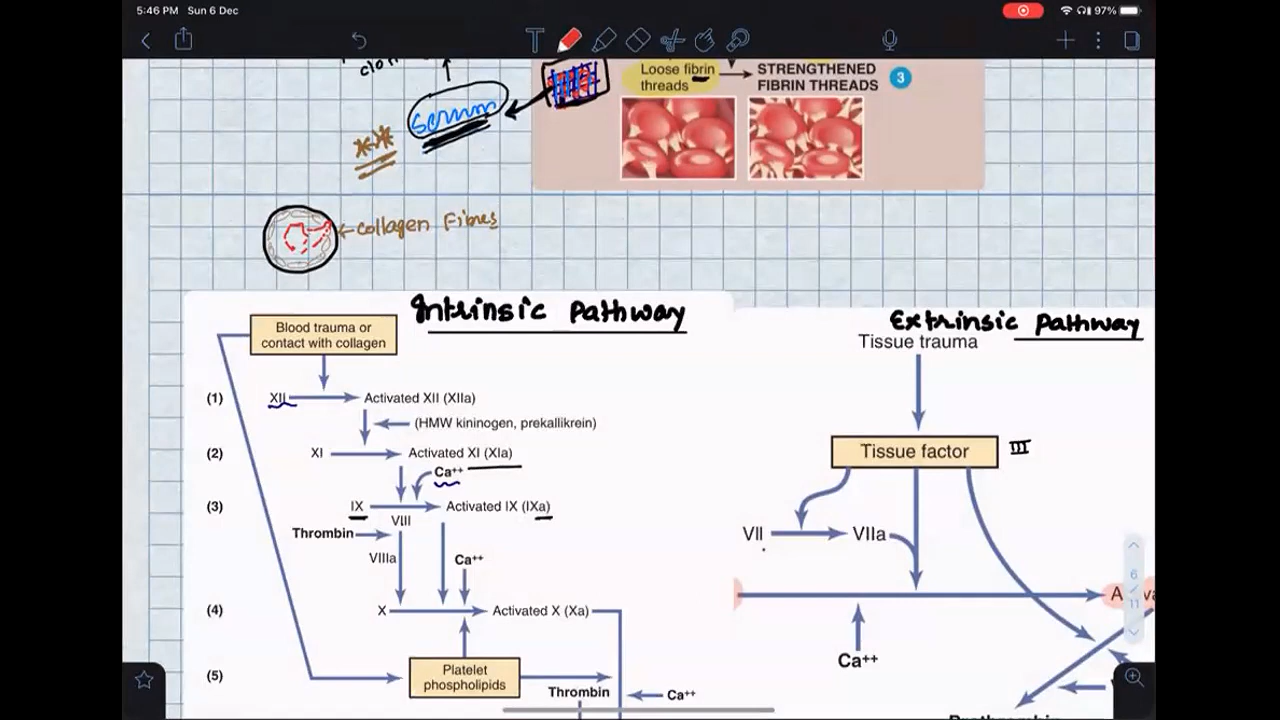 5:46 PM Sun 6 Dec
97%
Loose fibrin
threads
STRENGTHENED
FIBRIN THREADS
3
serum
collagen Fibres
Intrinsic pathway
Blood trauma or
contact with collagen
(1) XII Activated XII (XIIa)
(HMW kininogen, prekallikrein)
(2) XI Activated XI (XIa)
Ca++
(3) IX Activated IX (IXa)
VIII
Thrombin
VIIIa
Ca++
(4) X Activated X (Xa)
(5) Platelet
phospholipids
Thrombin
Ca++
Extrinsic pathway
Tissue trauma
Tissue factor III
VII VIIa
Ca++
6
/
11